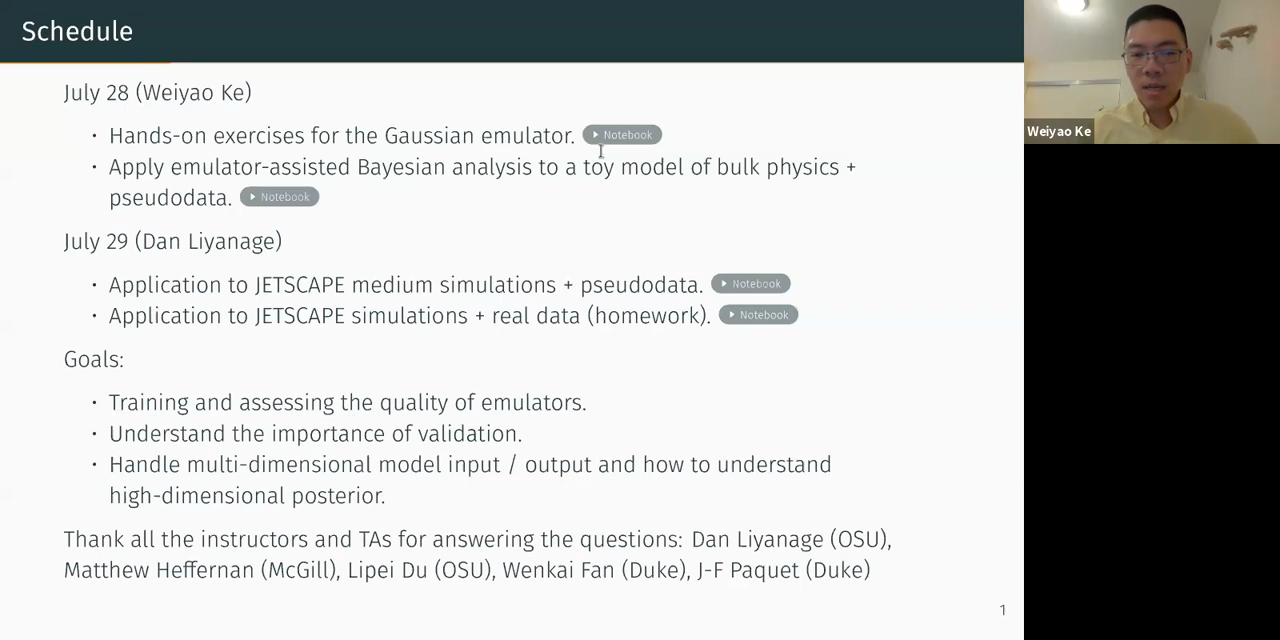 Schedule
July 28 (Weiyao Ke)
• Hands-on exercises for the Gaussian emulator. Notebook
• Apply emulator-assisted Bayesian analysis to a toy model of bulk physics +
pseudodata. Notebook
July 29 (Dan Liyanage)
• Application to JETSCAPE medium simulations + pseudodata. Notebook
• Application to JETSCAPE simulations + real data (homework). Notebook
Goals:
• Training and assessing the quality of emulators.
• Understand the importance of validation.
• Handle multi-dimensional model input / output and how to understand
high-dimensional posterior.
Thank all the instructors and TAs for answering the questions: Dan Liyanage (OSU),
Matthew Heffernan (McGill), Lipei Du (OSU), Wenkai Fan (Duke), J-F Paquet (Duke)
1
Weiyao Ke